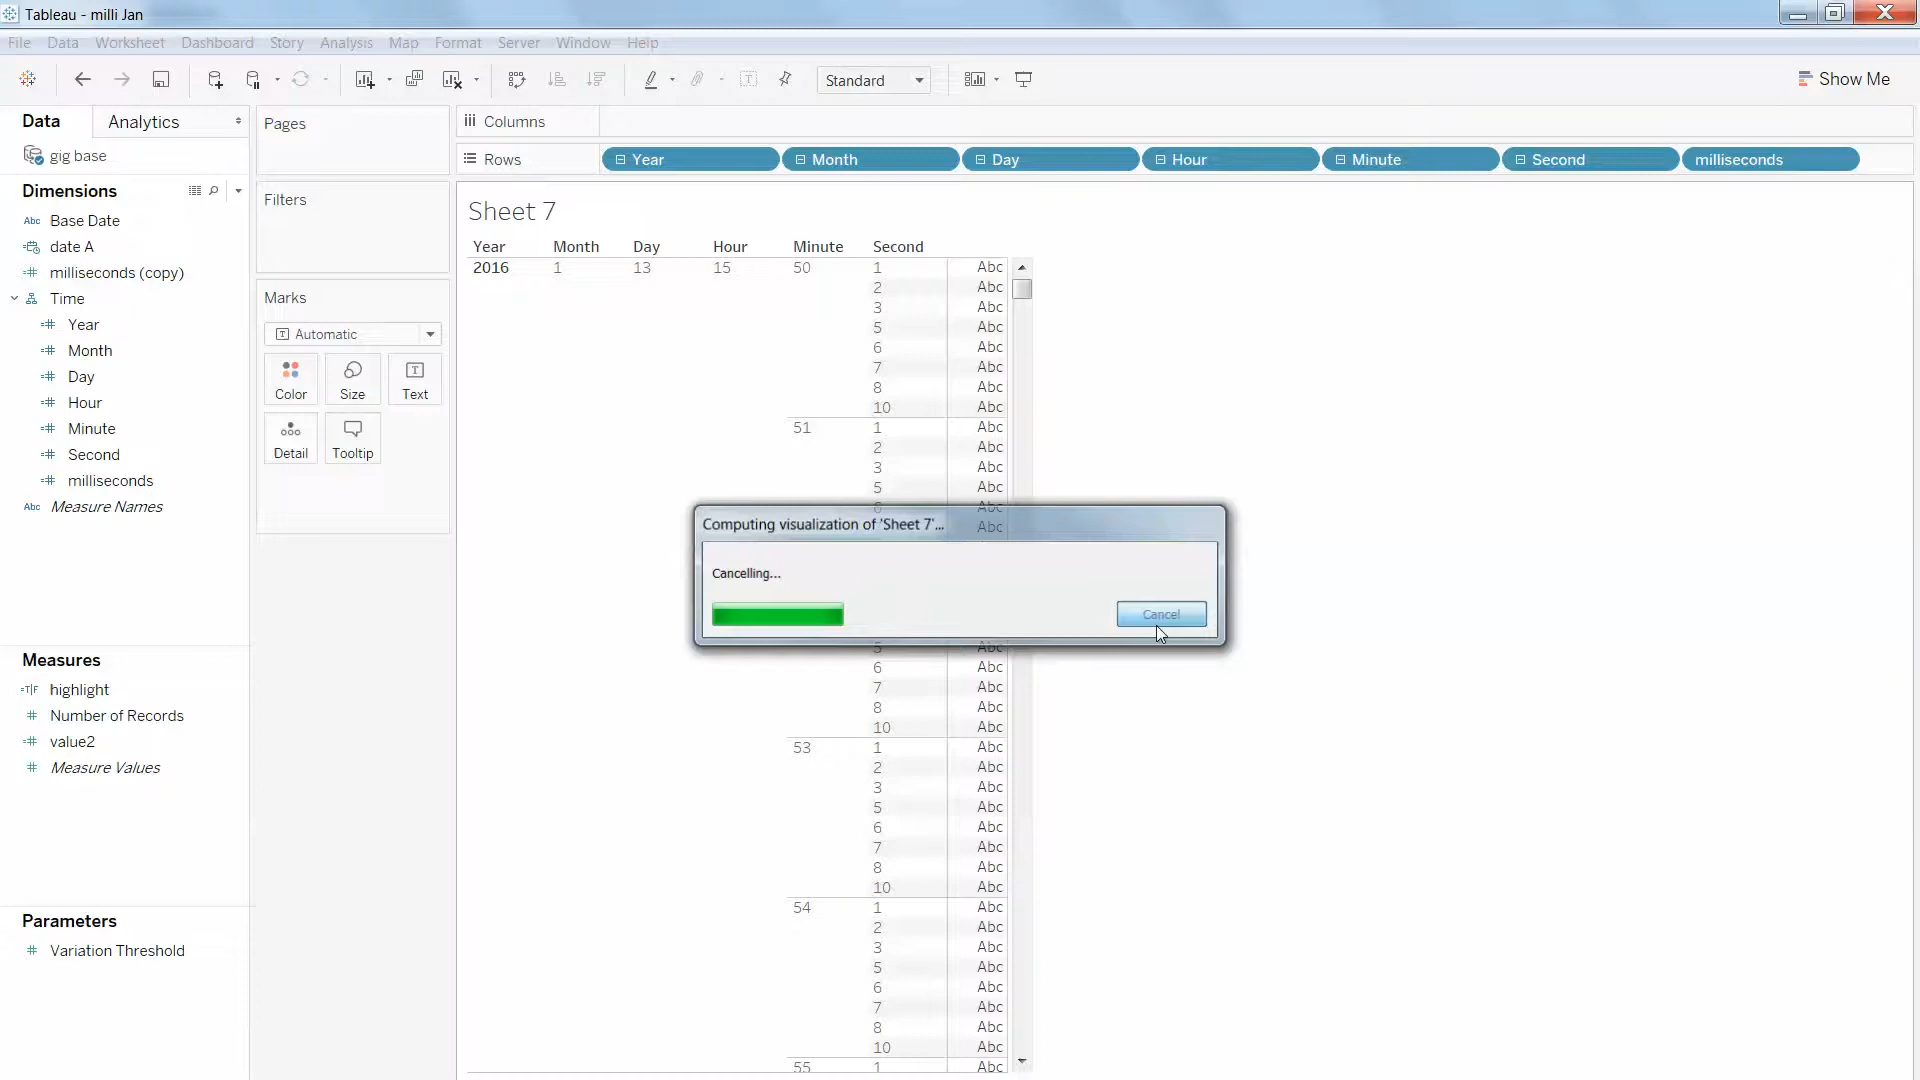 Tableau - milli Jan
File Data Worksheet Dashboard Story Analysis Map Format Server Window Help
Standard
Show Me
Data Analytics
gig base
Dimensions
Abc Base Date
date A
milliseconds (copy)
Time
Year
Month
Day
Hour
Minute
Second
milliseconds
Abc Measure Names
Measures
T|F highlight
Number of Records
value2
Measure Values
Parameters
Variation Threshold
Pages
Filters
Marks
Automatic
Color Size Text
Detail Tooltip
Columns
Rows Year Month Day Hour Minute Second milliseconds
Sheet 7
Year Month Day Hour Minute Second
2016 1 13 15 50 1 Abc
2 Abc
3 Abc
5 Abc
6 Abc
7 Abc
8 Abc
10 Abc
51 1 Abc
2 Abc
3 Abc
5 Abc
Abc
Abc
Computing visualization of 'Sheet 7'...
Cancelling...
Cancel
5 Abc
6 Abc
7 Abc
8 Abc
10 Abc
53 1 Abc
2 Abc
3 Abc
5 Abc
6 Abc
7 Abc
8 Abc
10 Abc
54 1 Abc
2 Abc
3 Abc
5 Abc
6 Abc
7 Abc
8 Abc
10 Abc
55 1 Abc